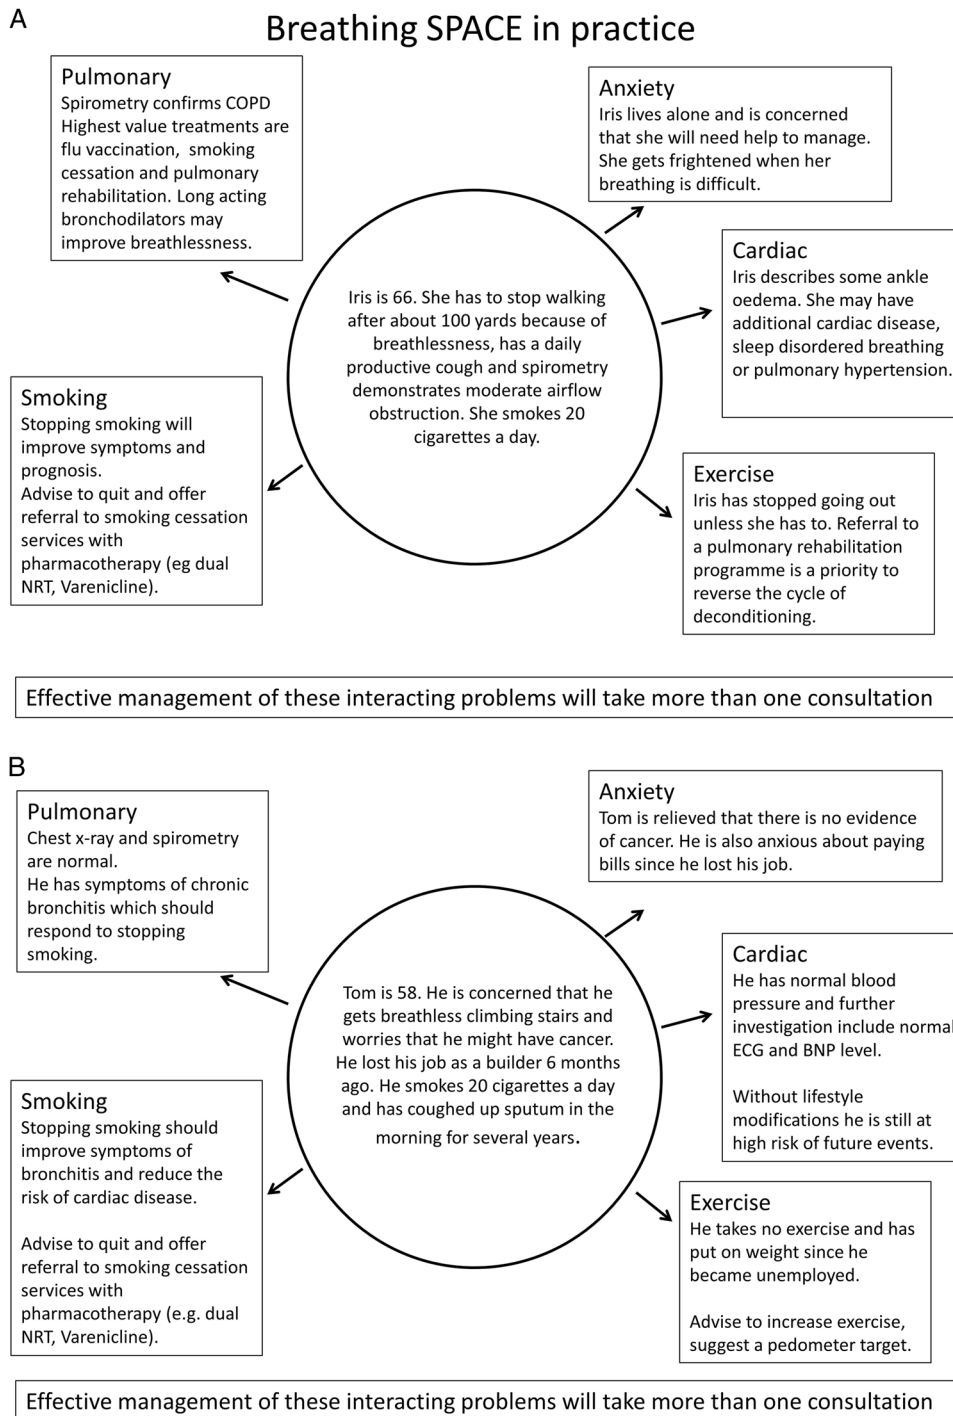 A
Breathing SPACE in practice
Pulmonary
Spirometry confirms COPD
Highest value treatments are
flu vaccination, smoking
cessation and pulmonary
rehabilitation. Long acting
bronchodilators may
improve breathlessness.
Anxiety
Iris lives alone and is concerned
that she will need help to manage.
She gets frightened when her
breathing is difficult.
Cardiac
Iris describes some ankle
oedema. She may have
additional cardiac disease,
sleep disordered breathing
or pulmonary hypertension.
Iris is 66. She has to stop walking
after about 100 yards because of
breathlessness, has a daily
productive cough and spirometry
demonstrates moderate airflow
obstruction. She smokes 20
cigarettes a day.
Smoking
Stopping smoking will
improve symptoms and
prognosis.
Advise to quit and offer
referral to smoking cessation
services with
pharmacotherapy (eg dual
NRT, Varenicline).
Exercise
Iris has stopped going out
unless she has to. Referral to
a pulmonary rehabilitation
programme is a priority to
reverse the cycle of
deconditioning.
Effective management of these interacting problems will take more than one consultation
B
Pulmonary
Chest x-ray and spirometry
are normal.
He has symptoms of chronic
bronchitis which should
respond to stopping
smoking.
Anxiety
Tom is relieved that there is no evidence
of cancer. He is also anxious about paying
bills since he lost his job.
Cardiac
He has normal blood
pressure and further
investigation include normal
ECG and BNP level.
Without lifestyle
modifications he is still at
high risk of future events.
Tom is 58. He is concerned that he
gets breathless climbing stairs and
worries that he might have cancer.
He lost his job as a builder 6 months
ago. He smokes 20 cigarettes a day
and has coughed up sputum in the
morning for several years.
Smoking
Stopping smoking should
improve symptoms of
bronchitis and reduce the
risk of cardiac disease.
Advise to quit and offer
referral to smoking cessation
services with
pharmacotherapy (e.g. dual
NRT, Varenicline).
Exercise
He takes no exercise and has
put on weight since he
became unemployed.
Advise to increase exercise,
suggest a pedometer target.
Effective management of these interacting problems will take more than one consultation